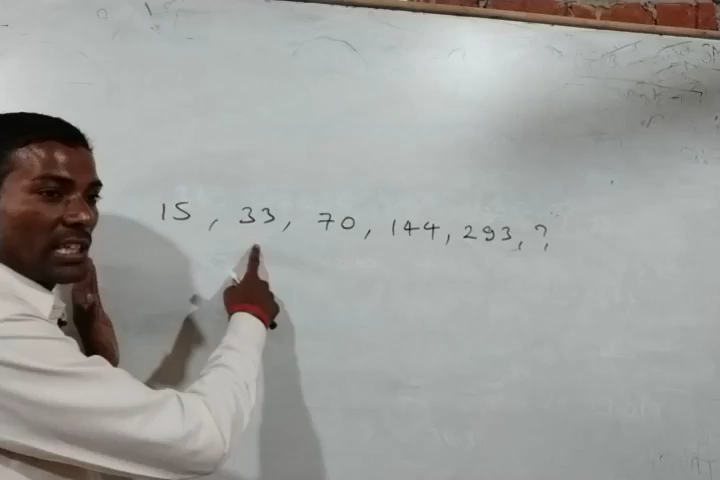 15, 33, 70, 144, 293, ?